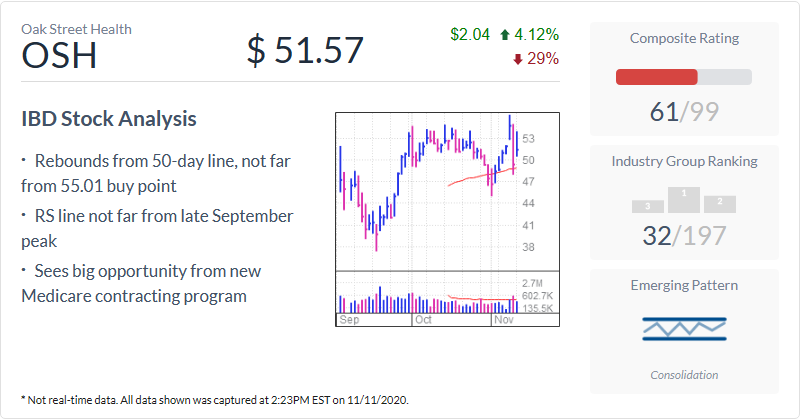 Oak Street Health
OSH
$ 51.57
$2.04 4.12%
29%
IBD Stock Analysis
· Rebounds from 50-day line, not far
from 55.01 buy point
· RS line not far from late September
peak
· Sees big opportunity from new
Medicare contracting program
53
50
47
44
41
38
2.7M
602.7K
135.5K
Sep Oct Nov
Composite Rating
61/99
Industry Group Ranking
3 1 2
32/197
Emerging Pattern
Consolidation
* Not real-time data. All data shown was captured at 2:23PM EST on 11/11/2020.